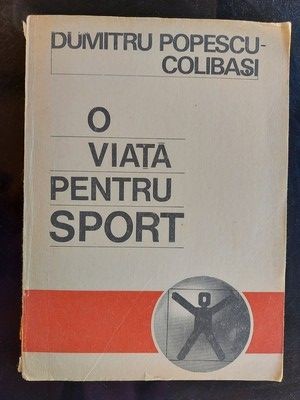 DUMITRU POPESCU-
COLIBAȘI
O
VIAȚĂ
PENTRU
SPORT